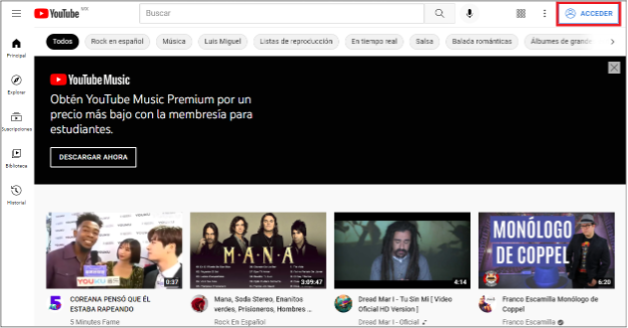 YouTube MX
Buscar
ACCEDER
Todos
Rock en español
Música
Luis Miguel
Listas de reproducción
En tiempo real
Salsa
Balada románticas
Álbumes de grande
Principal
Explorar
Suscripciones
Biblioteca
Historial
YouTube Music
Obtén YouTube Music Premium por un
precio más bajo con la membresía para
estudiantes.
DESCARGAR AHORA
0:37
MANA
3:09:47
4:14
MONÓLOGO
DE COPPEL
6:20
COREANA PENSÓ QUE ÉL
ESTABA RAPEANDO
5 Minutes Fame
Mana, Soda Stereo, Enanitos
verdes, Prisioneros, Hombres ...
Rock En Español
Dread Mar I - Tu Sin Mi [ Video
Oficial HD Version ]
Dread Mar I - Oficial
Franco Escamilla Monólogo de
Coppel
Franco Escamilla